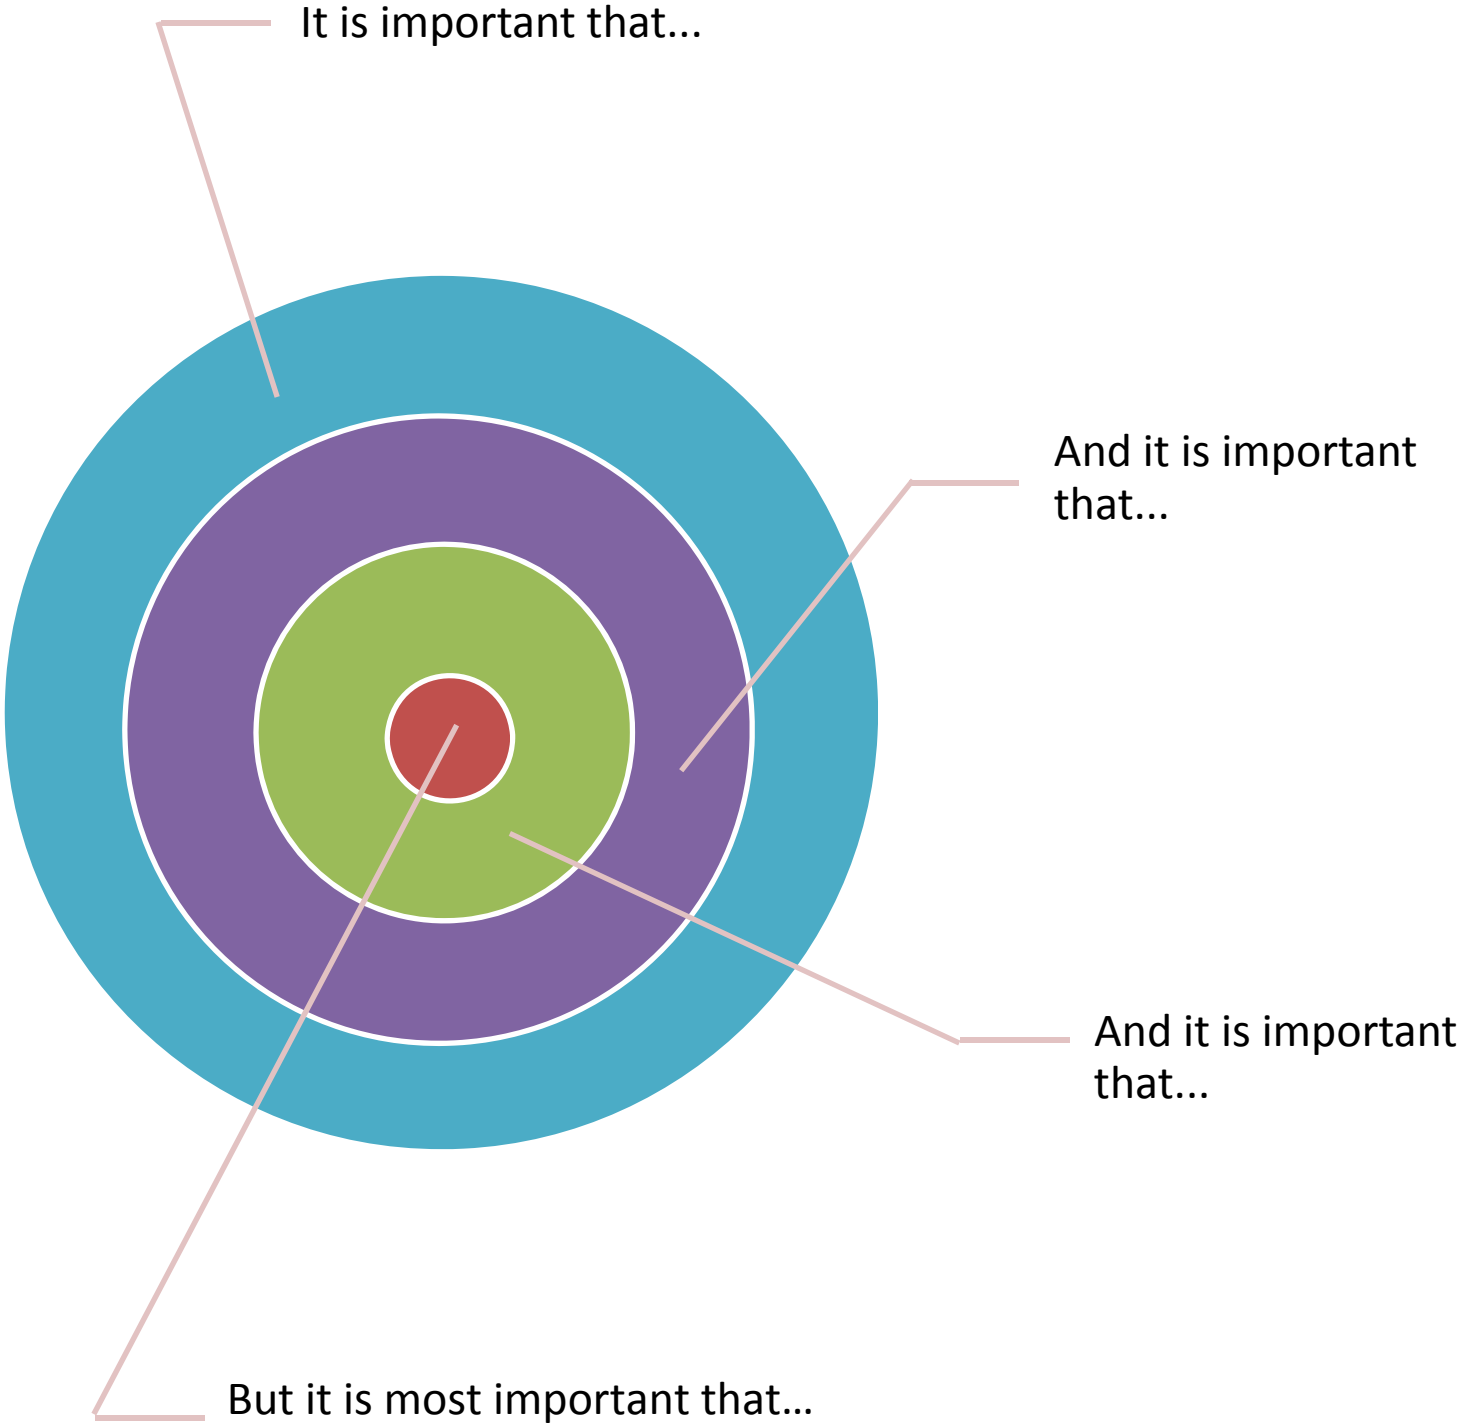 It is important that...
And it is important
that...
And it is important
that...
But it is most important that...